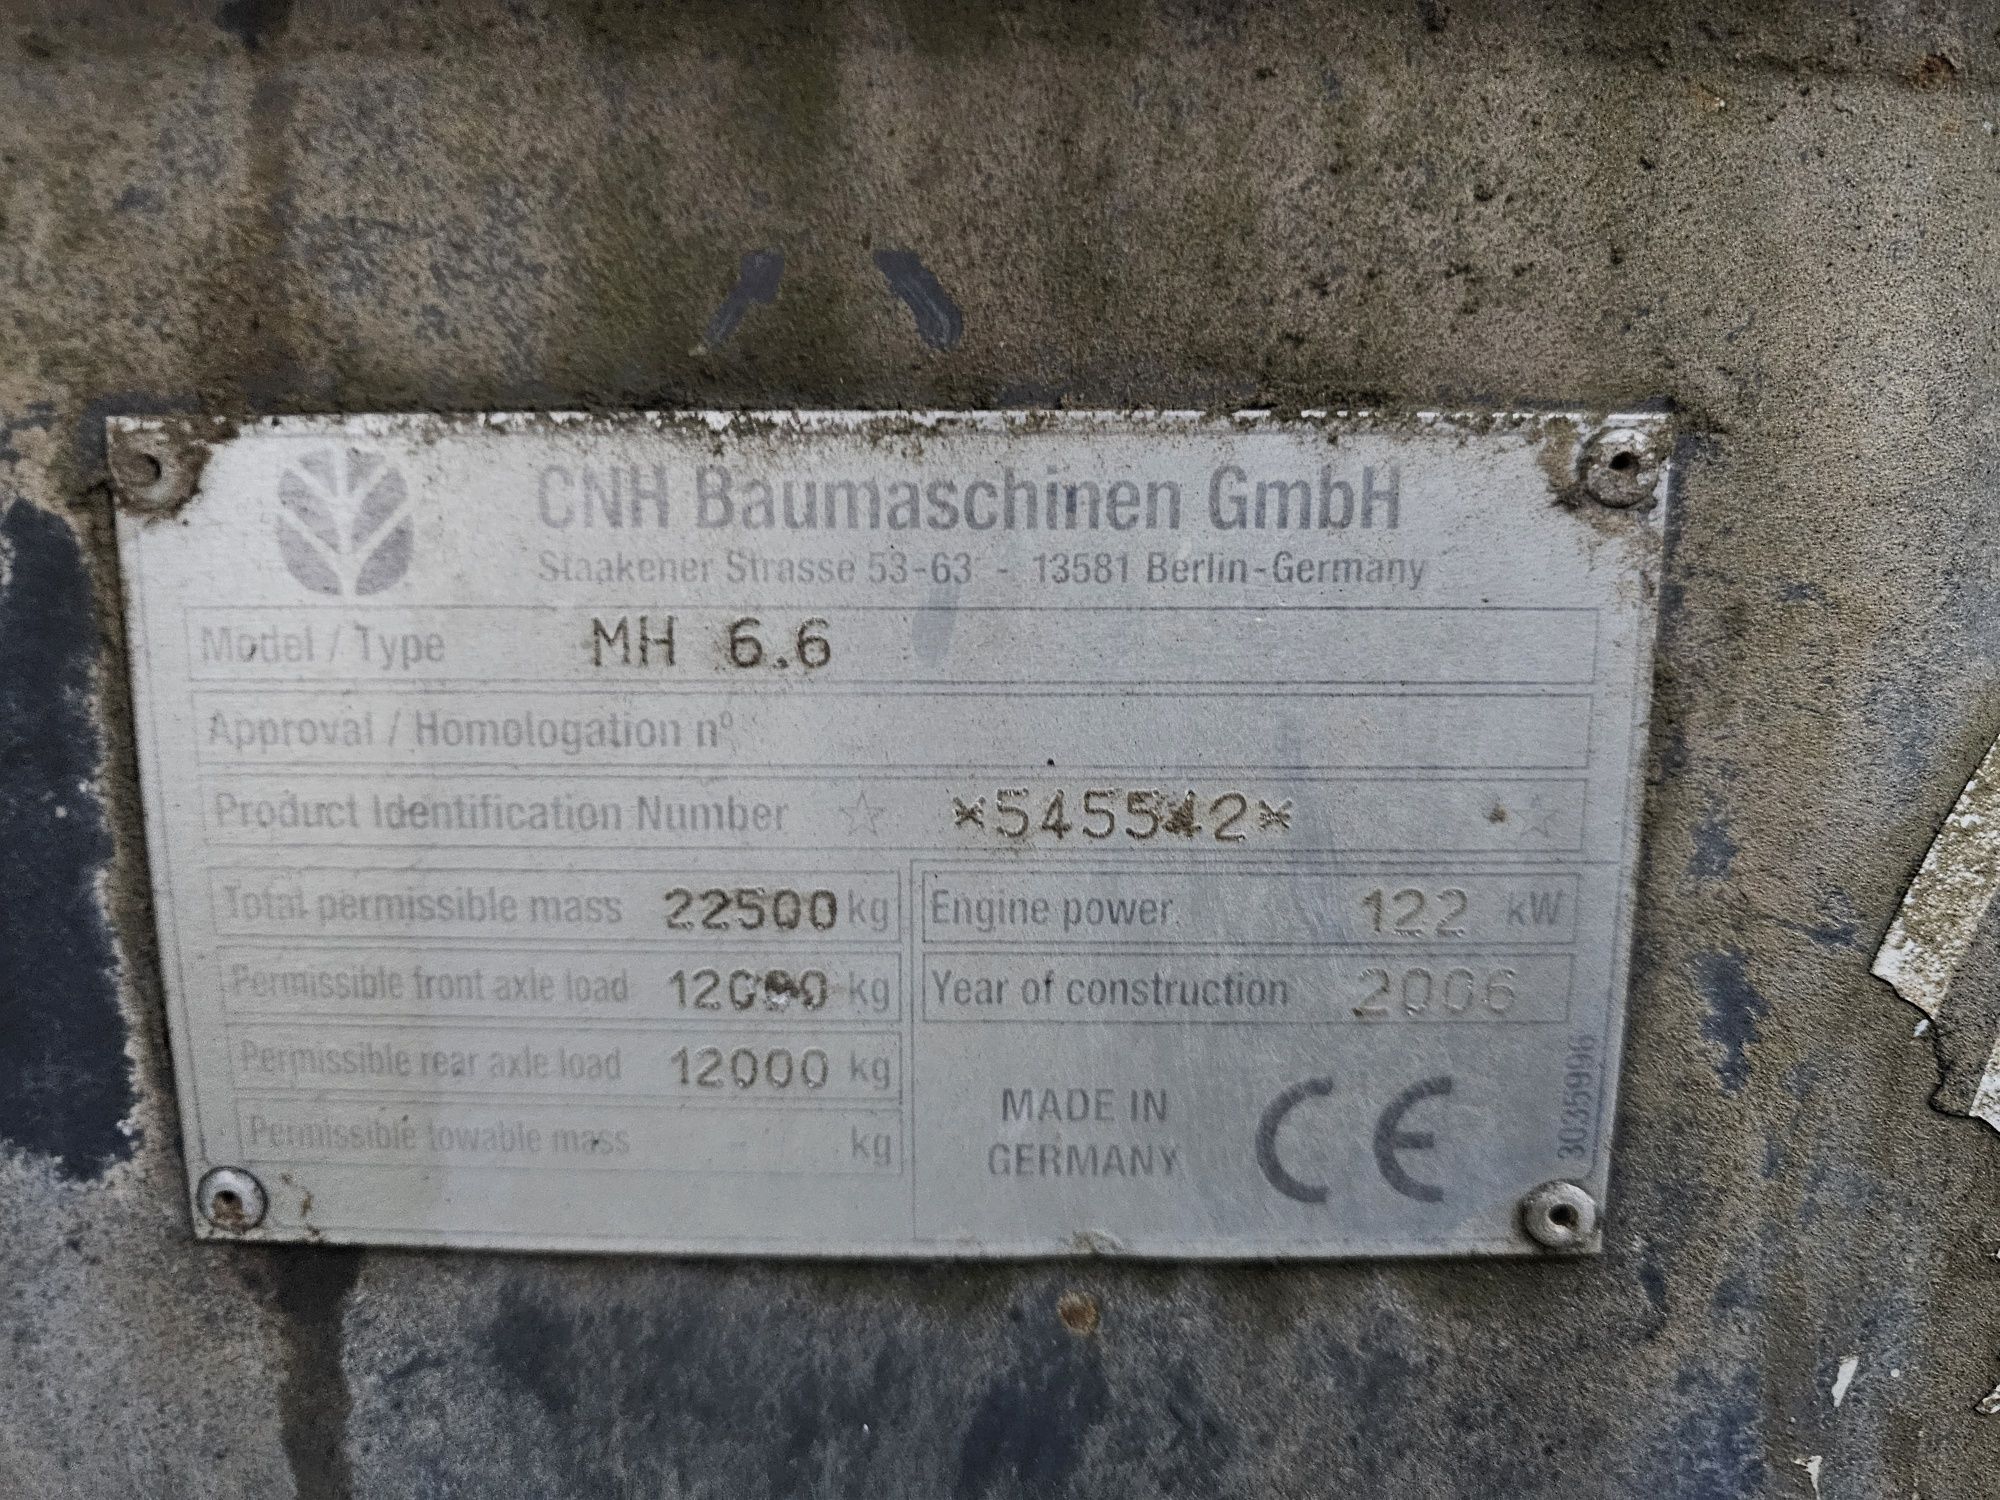 CNH Baumaschinen GmbH
Staakener Strasse 53-63 - 13581 Berlin-Germany
Model / Type MH 6.6
Approval / Homologation nº
Product Identification Number ☆ *545542* ☆
Total permissible mass 22500 kg
Engine power 122 kW
Permissible front axle load 12000 kg
Year of construction 2006
Permissible rear axle load 12000 kg
Permissible towable mass kg
MADE IN
GERMANY
CE
30235906